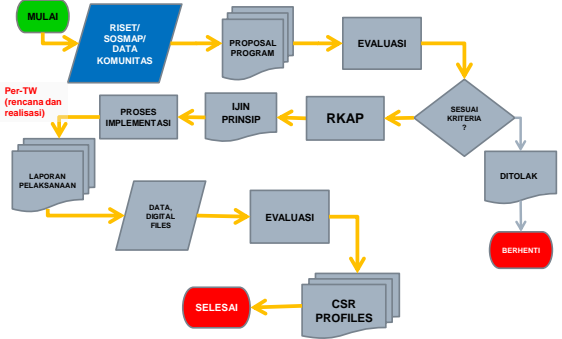 MULAI
RISET/
SOSMAP/
DATA
KOMUNITAS
PROPOSAL
PROGRAM
EVALUASI
SESUAI
KRITERIA
?
RKAP
IJIN
PRINSIP
PROSES
IMPLEMENTASI
Per-TW
(rencana dan
realisasi)
LAPORAN
PELAKSANAAN
DITOLAK
BERHENTI
DATA,
DIGITAL
FILES
EVALUASI
CSR
PROFILES
SELESAI